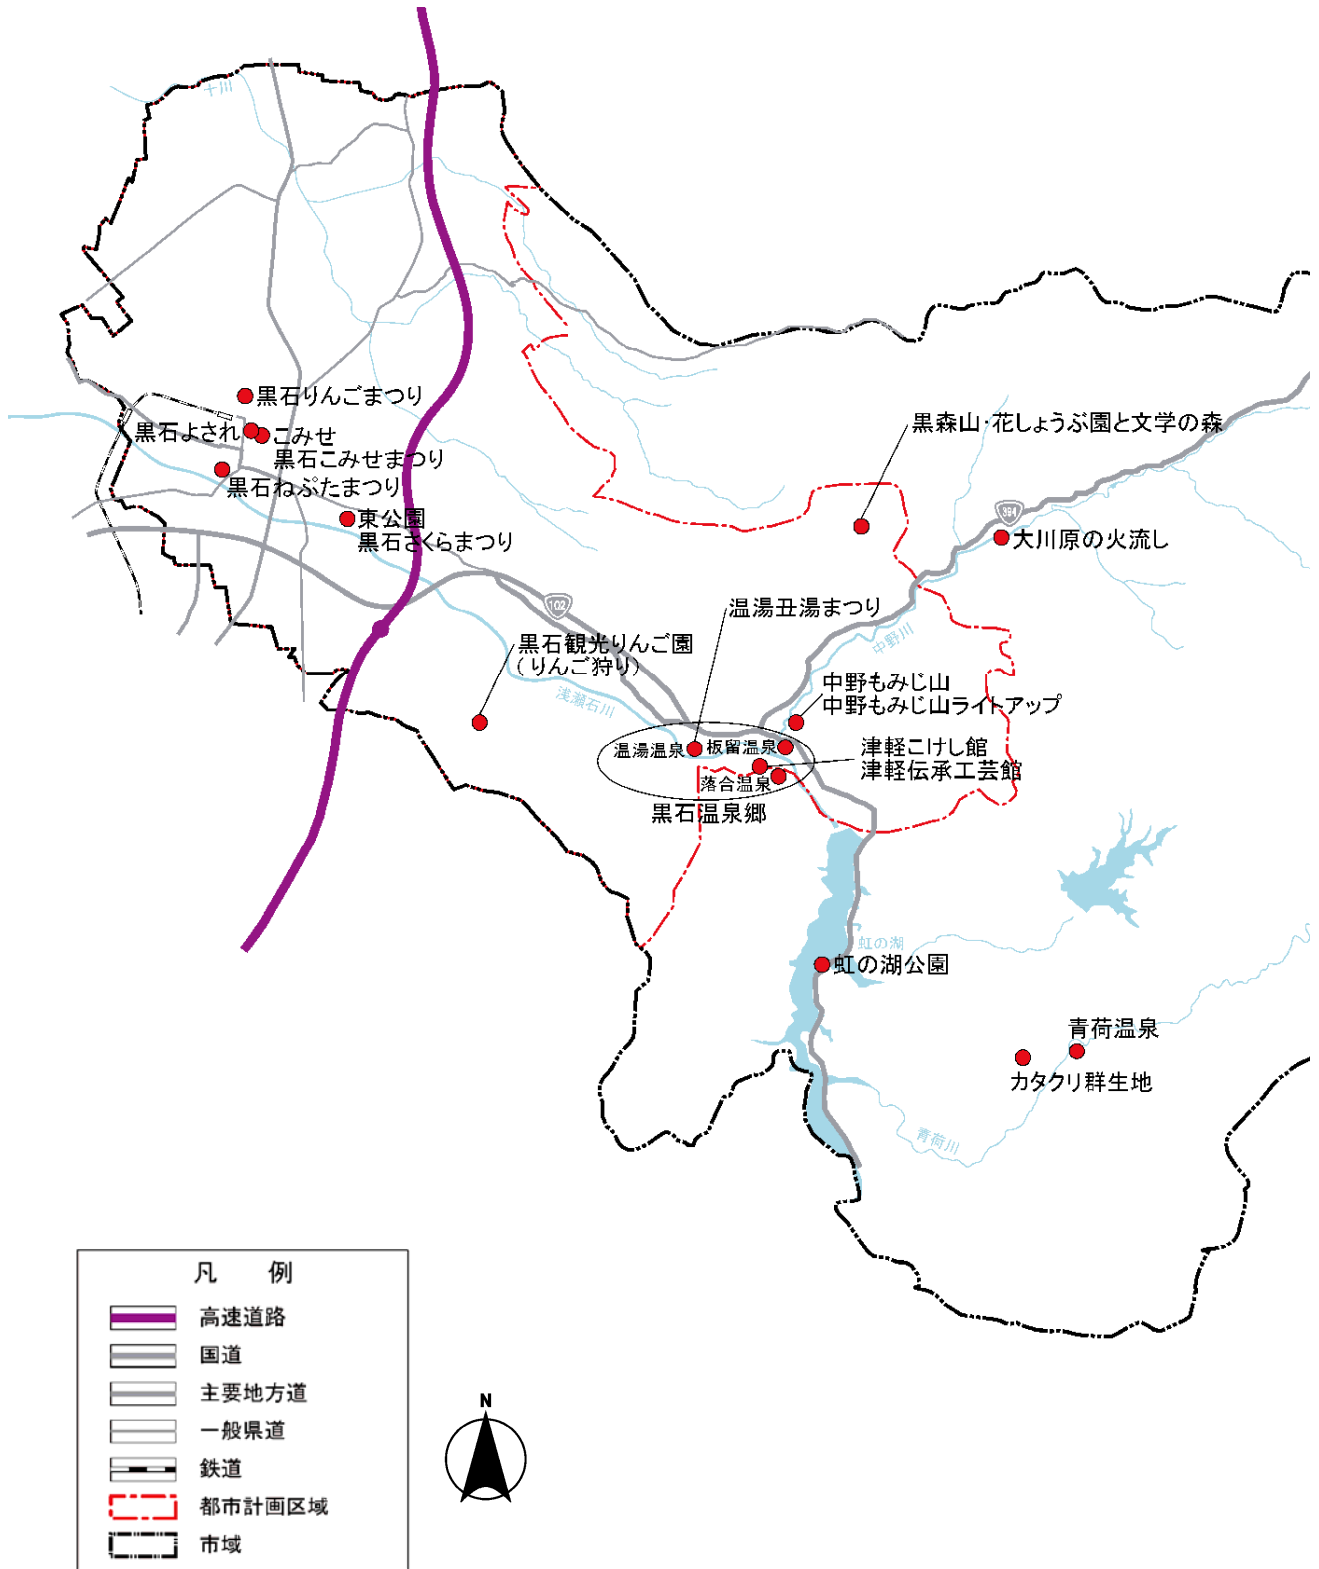 十川
黒石りんごまつり
黒石よされ
こみせ
黒石こみせまつり
黒石ねぷたまつり
東公園
黒石さくらまつり
黒森山・花しょうぶ園と文学の森
394
大川原の火流し
102
温湯丑湯まつり
中野川
黒石観光りんご園
(りんご狩り)
浅瀬石川
中野もみじ山
中野もみじ山ライトアップ
温湯温泉
板留温泉
津軽こけし館
津軽伝承工芸館
落合温泉
黒石温泉郷
虹の湖
虹の湖公園
青荷温泉
カタクリ群生地
青荷川
凡 例
高速道路
国道
主要地方道
一般県道
鉄道
都市計画区域
市域
N